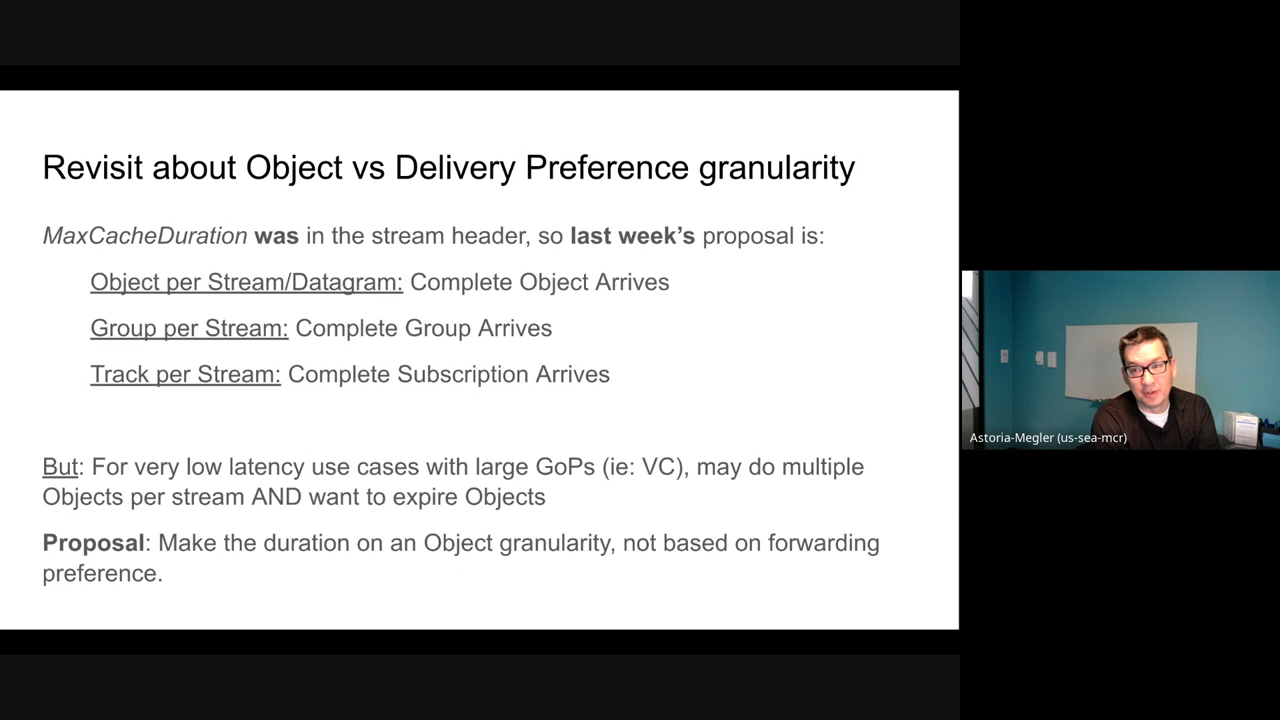 Revisit about Object vs Delivery Preference granularity
MaxCacheDuration was in the stream header, so last week’s proposal is:
Object per Stream/Datagram: Complete Object Arrives
Group per Stream: Complete Group Arrives
Track per Stream: Complete Subscription Arrives
But: For very low latency use cases with large GoPs (ie: VC), may do multiple
Objects per stream AND want to expire Objects
Proposal: Make the duration on an Object granularity, not based on forwarding
preference.
Astoria-Megler (us-sea-mcr)